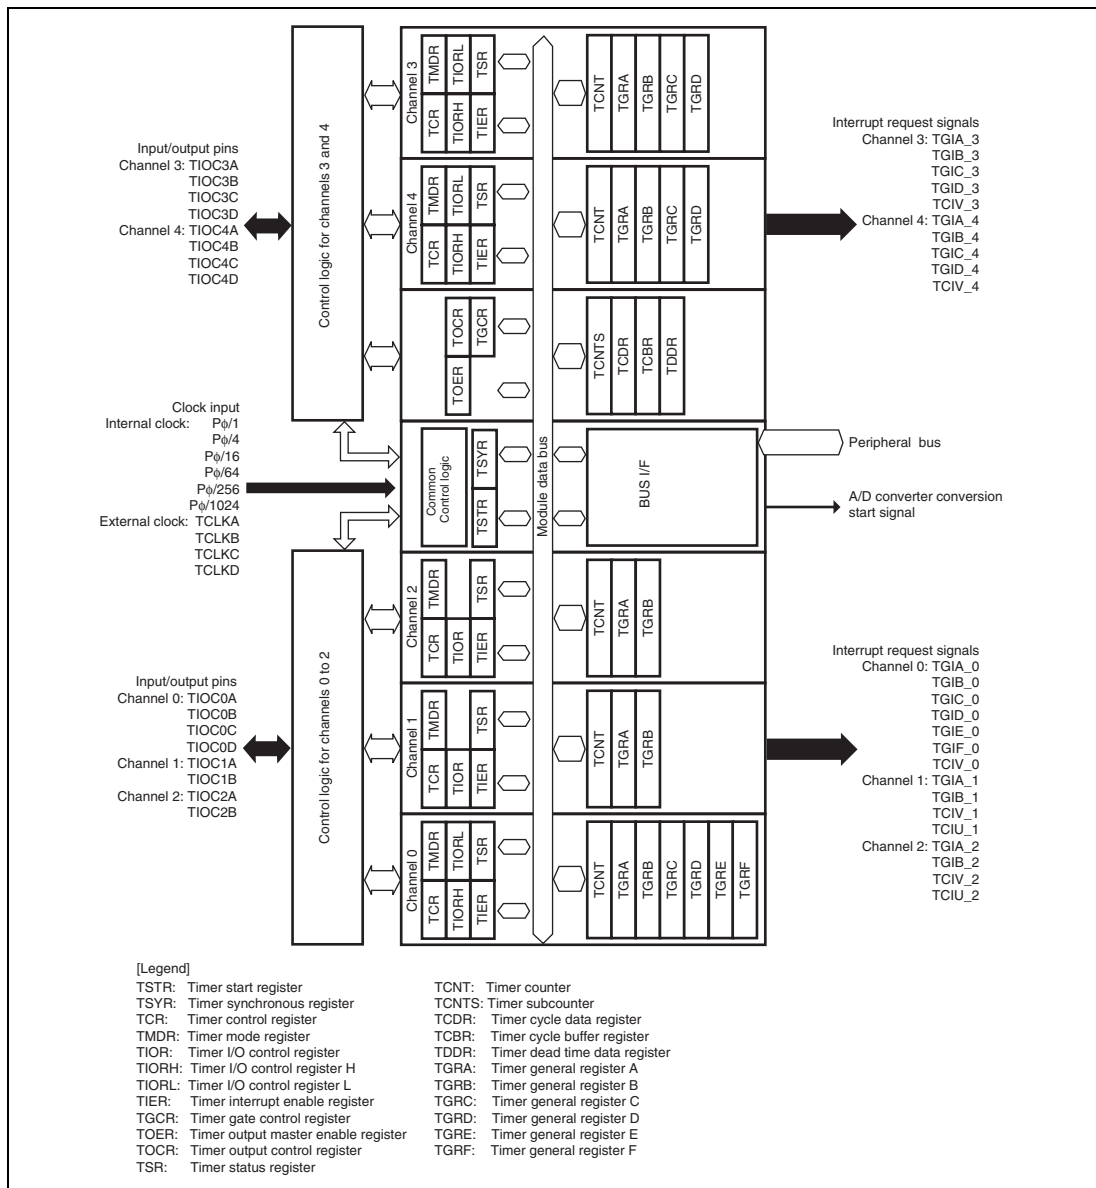 Control logic for channels 3 and 4
Channel 3
TMDR
TIORL
TSR
TCR
TIORH
TIER
TCNT
TGRA
TGRB
TGRC
TGRD
Input/output pins
Channel 3: TIOC3A
TIOC3B
TIOC3C
TIOC3D
Channel 4: TIOC4A
TIOC4B
TIOC4C
TIOC4D
Interrupt request signals
Channel 3: TGIA_3
TGIB_3
TGIC_3
TGID_3
TCIV_3
Channel 4: TGIA_4
TGIB_4
TGIC_4
TGID_4
TCIV_4
Channel 4
TMDR
TIORL
TSR
TCR
TIORH
TIER
TCNT
TGRA
TGRB
TGRC
TGRD
TOCR
TGCR
TOER
TCNTS
TCDR
TCBR
TDDR
Clock input
Internal clock: Pϕ/1
Pϕ/4
Pϕ/16
Pϕ/64
Pϕ/256
Pϕ/1024
External clock: TCLKA
TCLKB
TCLKC
TCLKD
Common
Control logic
TSYR
TSTR
Module data bus
BUS I/F
Peripheral bus
A/D converter conversion
start signal
Control logic for channels 0 to 2
Channel 2
TMDR
TSR
TCR
TIOR
TIER
TCNT
TGRA
TGRB
Input/output pins
Channel 0: TIOC0A
TIOC0B
TIOC0C
TIOC0D
Channel 1: TIOC1A
TIOC1B
Channel 2: TIOC2A
TIOC2B
Channel 1
TMDR
TSR
TCR
TIOR
TIER
TCNT
TGRA
TGRB
Interrupt request signals
Channel 0: TGIA_0
TGIB_0
TGIC_0
TGID_0
TGIE_0
TGIF_0
TCIV_0
Channel 1: TGIA_1
TGIB_1
TCIV_1
TCIU_1
Channel 2: TGIA_2
TGIB_2
TCIV_2
TCIU_2
Channel 0
TMDR
TIORL
TSR
TCR
TIORH
TIER
TCNT
TGRA
TGRB
TGRC
TGRD
TGRE
TGRF
[Legend]
TSTR: Timer start register
TSYR: Timer synchronous register
TCR: Timer control register
TMDR: Timer mode register
TIOR: Timer I/O control register
TIORH: Timer I/O control register H
TIORL: Timer I/O control register L
TIER: Timer interrupt enable register
TGCR: Timer gate control register
TOER: Timer output master enable register
TOCR: Timer output control register
TSR: Timer status register
TCNT: Timer counter
TCNTS: Timer subcounter
TCDR: Timer cycle data register
TCBR: Timer cycle buffer register
TDDR: Timer dead time data register
TGRA: Timer general register A
TGRB: Timer general register B
TGRC: Timer general register C
TGRD: Timer general register D
TGRE: Timer general register E
TGRF: Timer general register F